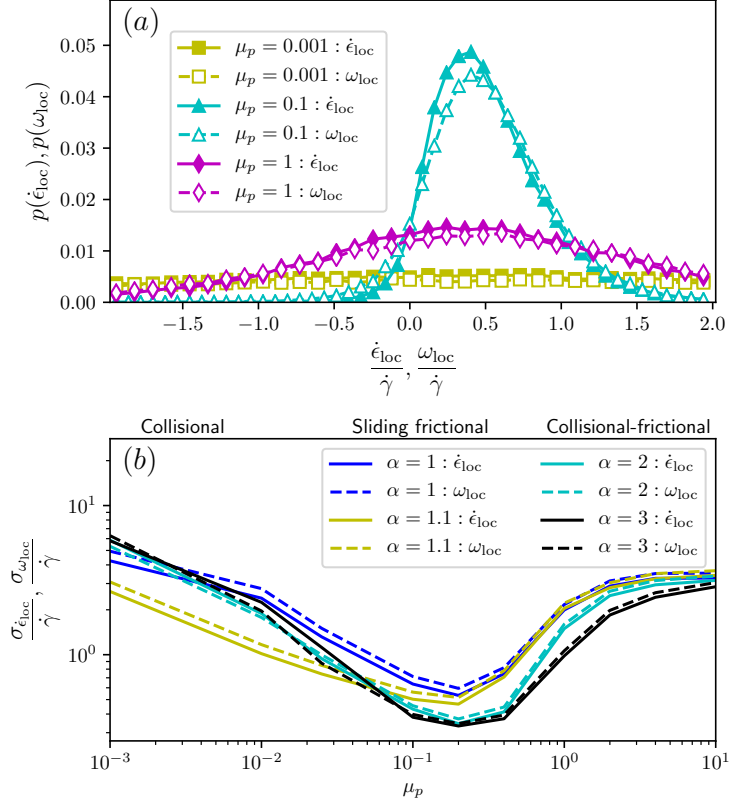 (a)
μ_p = 0.001 : ε̇_loc
μ_p = 0.001 : ω_loc
μ_p = 0.1 : ε̇_loc
μ_p = 0.1 : ω_loc
μ_p = 1 : ε̇_loc
μ_p = 1 : ω_loc
p(ε̇_loc), p(ω_loc)
0.05
0.04
0.03
0.02
0.01
0.00
−1.5 −1.0 −0.5 0.0 0.5 1.0 1.5 2.0
ε̇_loc/γ̇, ω_loc/γ̇
Collisional Sliding frictional Collisional-frictional
(b)
α = 1 : ε̇_loc
α = 1 : ω_loc
α = 1.1 : ε̇_loc
α = 1.1 : ω_loc
α = 2 : ε̇_loc
α = 2 : ω_loc
α = 3 : ε̇_loc
α = 3 : ω_loc
σ_ε̇_loc/γ̇, σ_ω_loc/γ̇
10^1
10^0
10^−3 10^−2 10^−1 10^0 10^1
μ_p